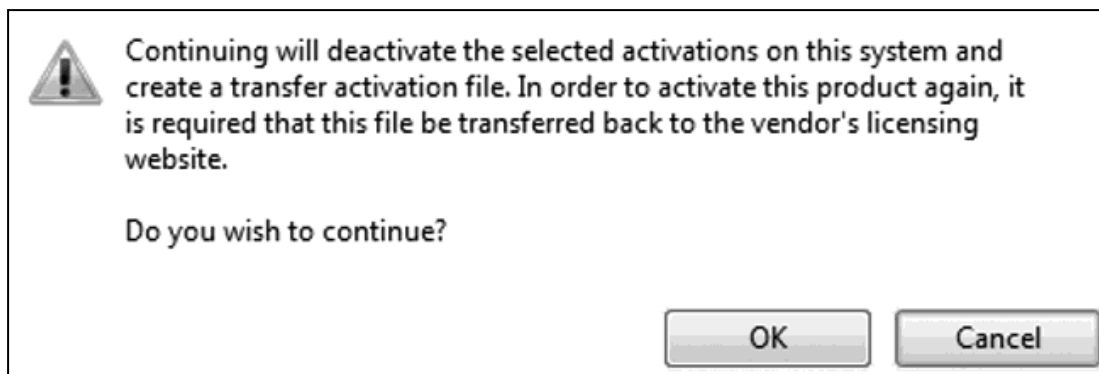 Continuing will deactivate the selected activations on this system and
create a transfer activation file. In order to activate this product again, it
is required that this file be transferred back to the vendor's licensing
website.
Do you wish to continue?
OK
Cancel